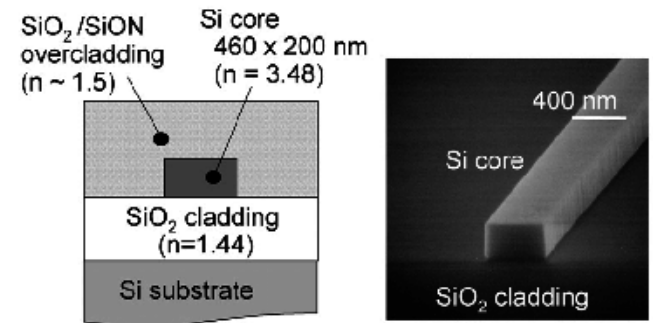 SiO₂/SiON
overcladding
(n ~ 1.5)
Si core
460 x 200 nm
(n = 3.48)
SiO₂ cladding
(n=1.44)
Si substrate
400 nm
Si core
SiO₂ cladding